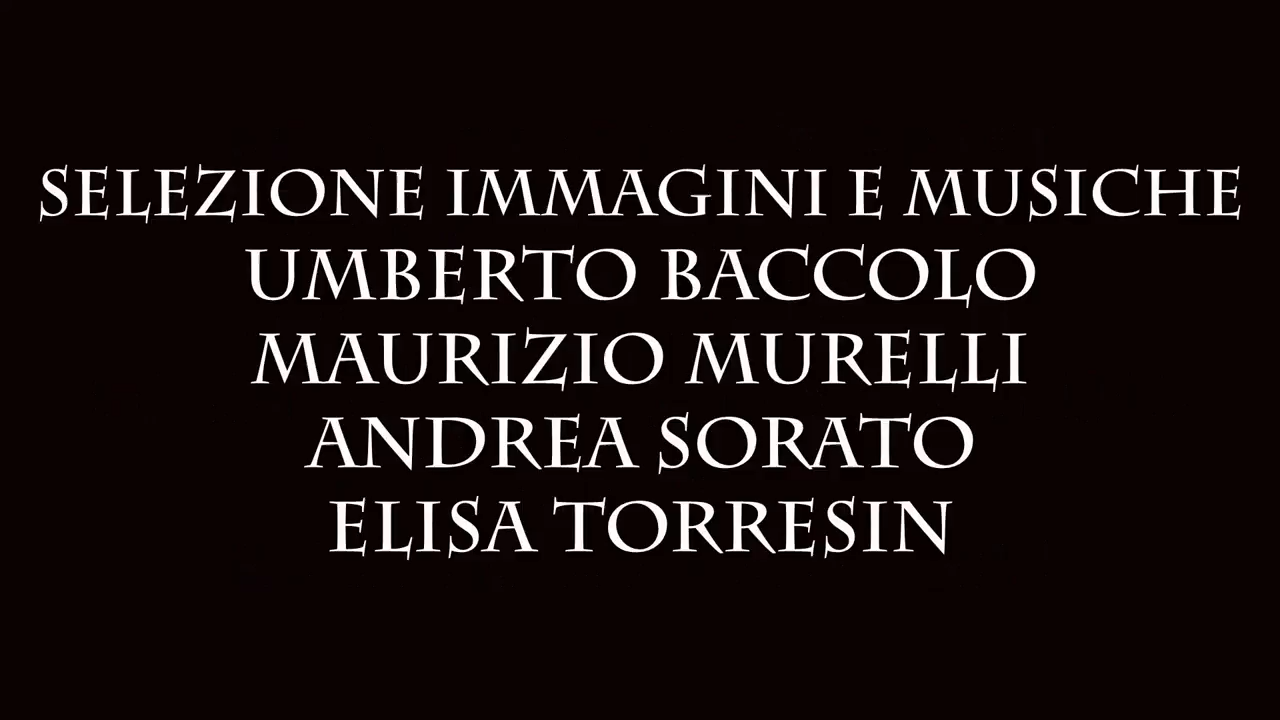 SELEZIONE IMMAGINI E MUSICHE
UMBERTO BACCOLO
MAURIZIO MURELLI
ANDREA SORATO
ELISA TORRESIN